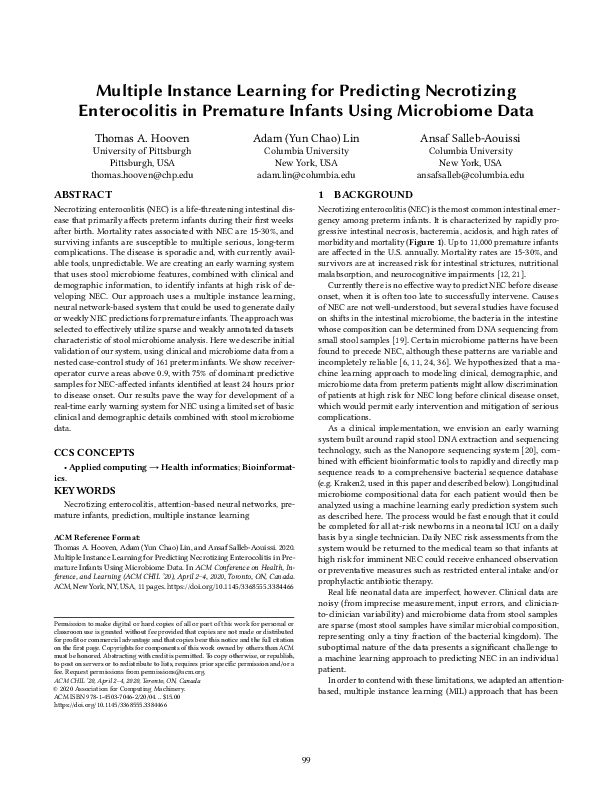 Multiple Instance Learning for Predicting Necrotizing
Enterocolitis in Premature Infants Using Microbiome Data
Thomas A. Hooven
University of Pittsburgh
Pittsburgh, USA
thomas.hooven@chp.edu
Adam (Yun Chao) Lin
Columbia University
New York, USA
adam.lin@columbia.edu
Ansaf Salleb-Aouissi
Columbia University
New York, USA
ansafsalleb@columbia.edu
ABSTRACT
Necrotizing enterocolitis (NEC) is a life-threatening intestinal dis-
ease that primarily affects preterm infants during their first weeks
after birth. Mortality rates associated with NEC are 15-30%, and
surviving infants are susceptible to multiple serious, long-term
complications. The disease is sporadic and, with currently avail-
able tools, unpredictable. We are creating an early warning system
that uses stool microbiome features, combined with clinical and
demographic information, to identify infants at high risk of de-
veloping NEC. Our approach uses a multiple instance learning,
neural network-based system that could be used to generate daily
or weekly NEC predictions for premature infants. The approach was
selected to effectively utilize sparse and weakly annotated datasets
characteristic of stool microbiome analysis. Here we describe initial
validation of our system, using clinical and microbiome data from a
nested case-control study of 161 preterm infants. We show receiver-
operator curve areas above 0.9, with 75% of dominant predictive
samples for NEC-affected infants identified at least 24 hours prior
to disease onset. Our results pave the way for development of a
real-time early warning system for NEC using a limited set of basic
clinical and demographic details combined with stool microbiome
data.
CCS CONCEPTS
• Applied computing → Health informatics; Bioinformat-
ics.
KEYWORDS
Necrotizing enterocolitis, attention-based neural networks, pre-
mature infants, prediction, multiple instance learning
ACM Reference Format:
Thomas A. Hooven, Adam (Yun Chao) Lin, and Ansaf Salleb-Aouissi. 2020.
Multiple Instance Learning for Predicting Necrotizing Enterocolitis in Pre-
mature Infants Using Microbiome Data. In ACM Conference on Health, In-
ference, and Learning (ACM CHIL '20), April 2–4, 2020, Toronto, ON, Canada.
ACM, New York, NY, USA, 11 pages. https://doi.org/10.1145/3368555.3384466
Permission to make digital or hard copies of all or part of this work for personal or
classroom use is granted without fee provided that copies are not made or distributed
for profit or commercial advantage and that copies bear this notice and the full citation
on the first page. Copyrights for components of this work owned by others than ACM
must be honored. Abstracting with credit is permitted. To copy otherwise, or republish,
to post on servers or to redistribute to lists, requires prior specific permission and/or a
fee. Request permissions from permissions@acm.org.
ACM CHIL '20, April 2–4, 2020, Toronto, ON, Canada
© 2020 Association for Computing Machinery.
ACM ISBN 978-1-4503-7046-2/20/04...$15.00
https://doi.org/10.1145/3368555.3384466
1 BACKGROUND
Necrotizing enterocolitis (NEC) is the most common intestinal emer-
gency among preterm infants. It is characterized by rapidly pro-
gressive intestinal necrosis, bacteremia, acidosis, and high rates of
morbidity and mortality (Figure 1). Up to 11,000 premature infants
are affected in the U.S. annually. Mortality rates are 15-30%, and
survivors are at increased risk for intestinal strictures, nutritional
malabsorption, and neurocognitive impairments [12, 21].
Currently there is no effective way to predict NEC before disease
onset, when it is often too late to successfully intervene. Causes
of NEC are not well-understood, but several studies have focused
on shifts in the intestinal microbiome, the bacteria in the intestine
whose composition can be determined from DNA sequencing from
small stool samples [19]. Certain microbiome patterns have been
found to precede NEC, although these patterns are variable and
incompletely reliable [6, 11, 24, 36]. We hypothesized that a ma-
chine learning approach to modeling clinical, demographic, and
microbiome data from preterm patients might allow discrimination
of patients at high risk for NEC long before clinical disease onset,
which would permit early intervention and mitigation of serious
complications.
As a clinical implementation, we envision an early warning
system built around rapid stool DNA extraction and sequencing
technology, such as the Nanopore sequencing system [20], com-
bined with efficient bioinformatic tools to rapidly and directly map
sequence reads to a comprehensive bacterial sequence database
(e.g. Kraken2, used in this paper and described below). Longitudinal
microbiome compositional data for each patient would then be
analyzed using a machine learning early prediction system such
as described here. The process would be fast enough that it could
be completed for all at-risk newborns in a neonatal ICU on a daily
basis by a single technician. Daily NEC risk assessments from the
system would be returned to the medical team so that infants at
high risk for imminent NEC could receive enhanced observation
or preventative measures such as restricted enteral intake and/or
prophylactic antibiotic therapy.
Real life neonatal data are imperfect, however. Clinical data are
noisy (from imprecise measurement, input errors, and clinician-
to-clinician variability) and microbiome data from stool samples
are sparse (most stool samples have similar microbial composition,
representing only a tiny fraction of the bacterial kingdom). The
suboptimal nature of the data presents a significant challenge to
a machine learning approach to predicting NEC in an individual
patient.
In order to contend with these limitations, we adapted an attention-
based, multiple instance learning (MIL) approach that has been
99